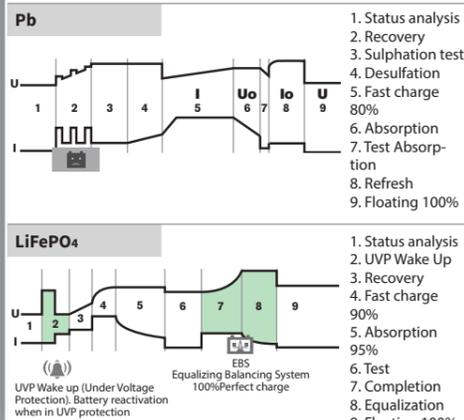 Pb
U
I
1 2 3 4 5 6 7 8 9
I Uo Io U
1. Status analysis
2. Recovery
3. Sulphation test
4. Desulfation
5. Fast charge
80%
6. Absorption
7. Test Absorp-
tion
8. Refresh
9. Floating 100%
LiFePO4
U
I
1 2 3 4 5 6 7 8 9
UVP Wake up (Under Voltage
Protection). Battery reactivation
when in UVP protection
EBS
Equalizing Balancing System
100%Perfect charge
1. Status analysis
2. UVP Wake Up
3. Recovery
4. Fast charge
90%
5. Absorption
95%
6. Test
7. Completion
8. Equalization
9. Floating 100%